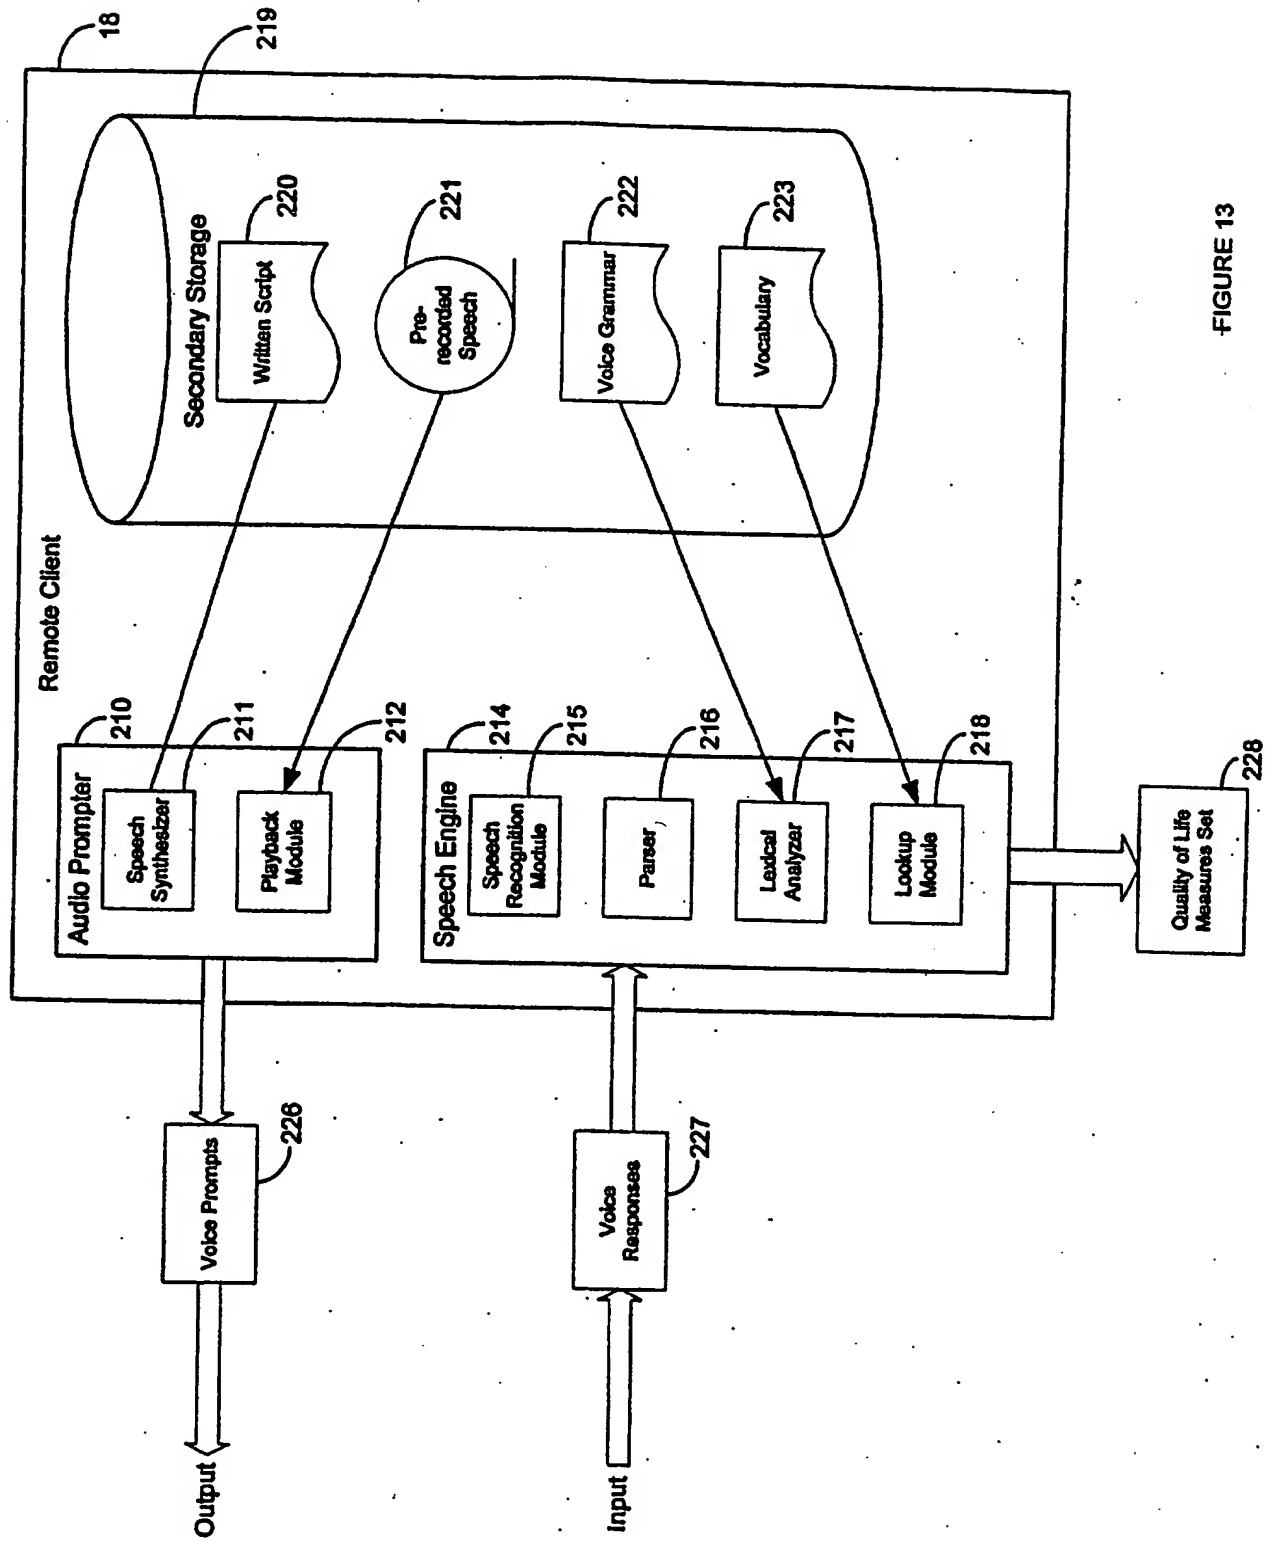 Remote Client
18
Audio Prompter
210
Speech
Synthesizer
211
Playback
Module
212
Speech Engine
214
Speech
Recognition
Module
215
Parser
216
Lexical
Analyzer
217
Lookup
Module
218
Secondary Storage
219
Written Script
220
Pre-
recorded
Speech
221
Voice Grammar
222
Vocabulary
223
Output
Voice Prompts
226
Input
Voice
Responses
227
Quality of Life
Measures Set
228
FIGURE 13